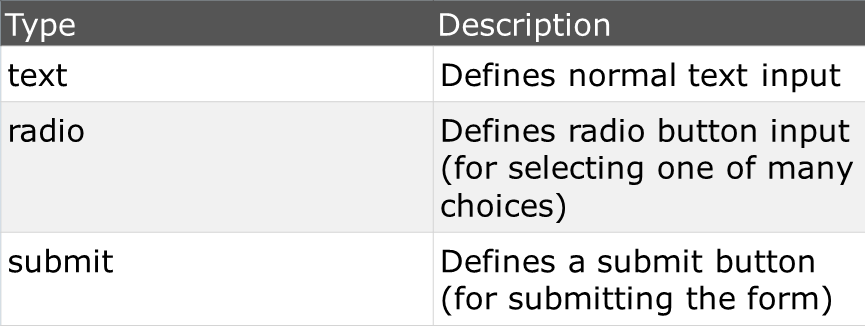 Type Description
text Defines normal text input
radio Defines radio button input
(for selecting one of many
choices)
submit Defines a submit button
(for submitting the form)